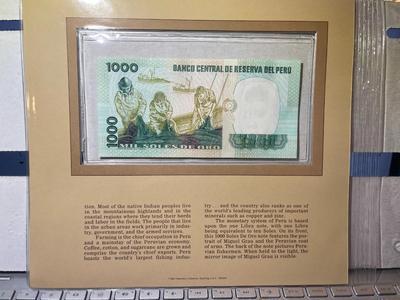 1000
BANCO CENTRAL DE RESERVA DEL PERÚ
1000
MIL SOLES DE ORO
tion. Most of the native Indian peoples live
in the mountainous highlands and in the
coastal regions where they tend their herds
and labor in the fields. The people that live
in the urban areas work primarily in indus-
try, government, and the armed services.
Farming is the chief occupation in Peru
and a mainstay of the Peruvian economy.
Coffee, cotton, and sugarcane are grown and
comprise the country's chief exports. Peru
boasts the world's largest fishing indus-
try . . . and the country also ranks as one of
the world's leading producers of important
minerals such as copper and zinc.
The monetary system of Peru is based
upon the one Libra note, with one Libra
being equivalent to ten Soles. On its front,
this 1000 Soles De Oro note features the por-
trait of Miguel Grau and the Peruvian coat
of arms. The back of the note pictures Peru-
vian fishermen. When held to the light, the
mirror image of Miguel Grau is visible.